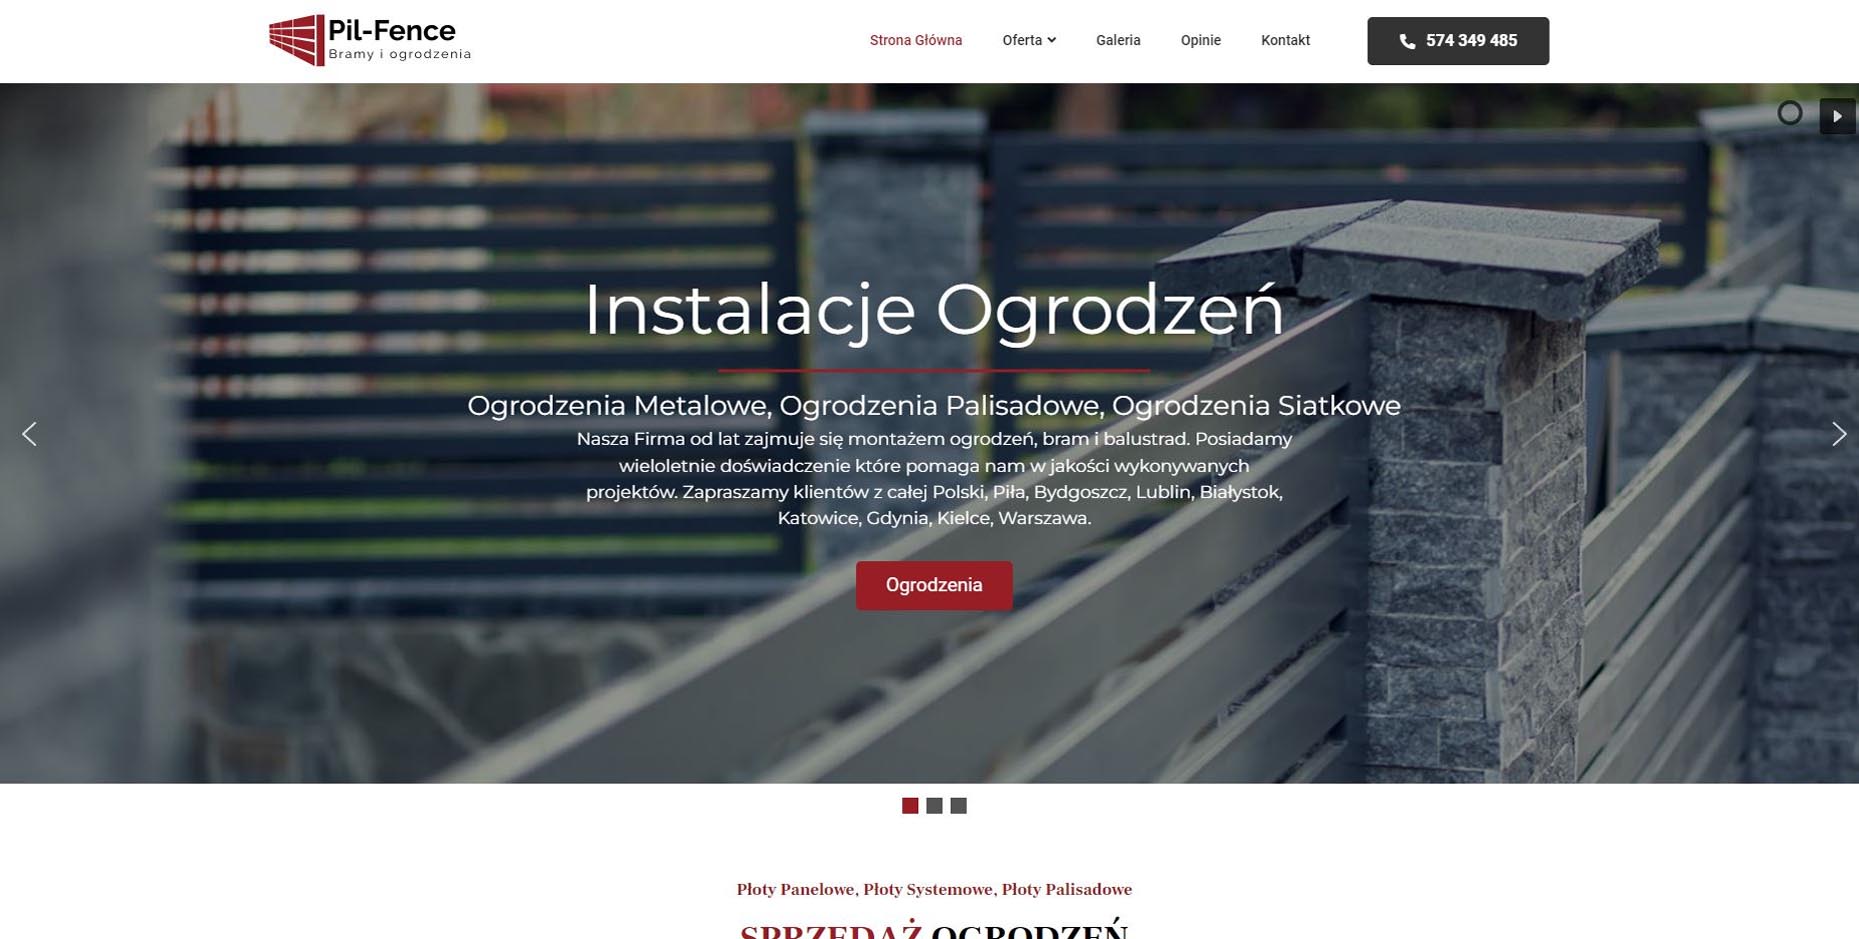 Pil-Fence
Bramy i ogrodzenia
Strona Główna
Oferta
Galeria
Opinie
Kontakt
574 349 485
Instalacje Ogrodzeń
Ogrodzenia Metalowe, Ogrodzenia Palisadowe, Ogrodzenia Siatkowe
Nasza Firma od lat zajmuje się montażem ogrodzeń, bram i balustrad. Posiadamy
wieloletnie doświadczenie które pomaga nam w jakości wykonywanych
projektów. Zapraszamy klientów z całej Polski, Piła, Bydgoszcz, Lublin, Białystok,
Katowice, Gdynia, Kielce, Warszawa.
Ogrodzenia
Płoty Panelowe, Płoty Systemowe, Płoty Palisadowe
SPRZEDAŻ OGRODZEŃ